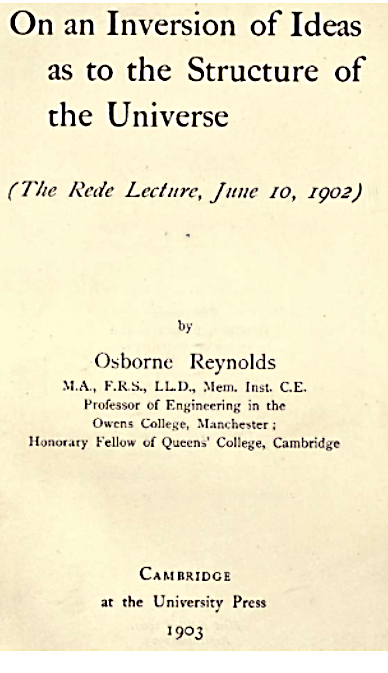 On an Inversion of Ideas
as to the Structure of
the Universe
(The Rede Lecture, June 10, 1902)
by
Osborne Reynolds
M.A., F.R.S., LL.D., Mem. Inst. C.E.
Professor of Engineering in the
Owens College, Manchester;
Honorary Fellow of Queens' College, Cambridge
CAMBRIDGE
at the University Press
1903